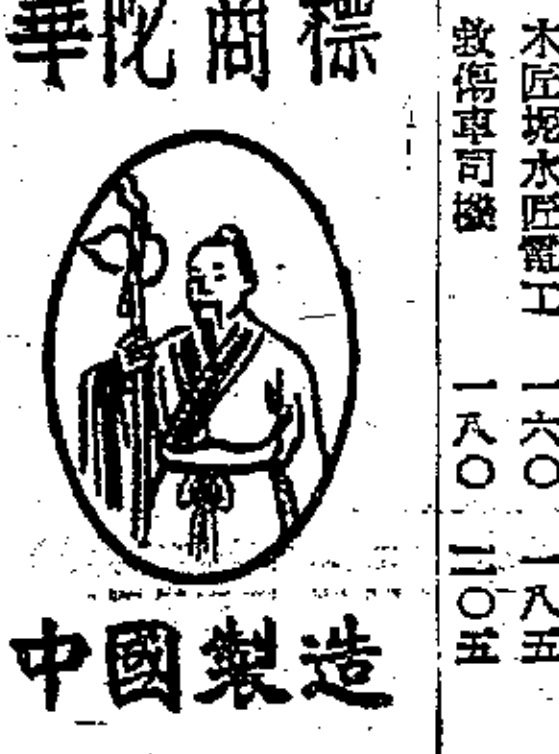 木匠坭水匠電工　一六〇　一八五
救傷車司機　一八〇　二〇五
華佗商標
中國製造